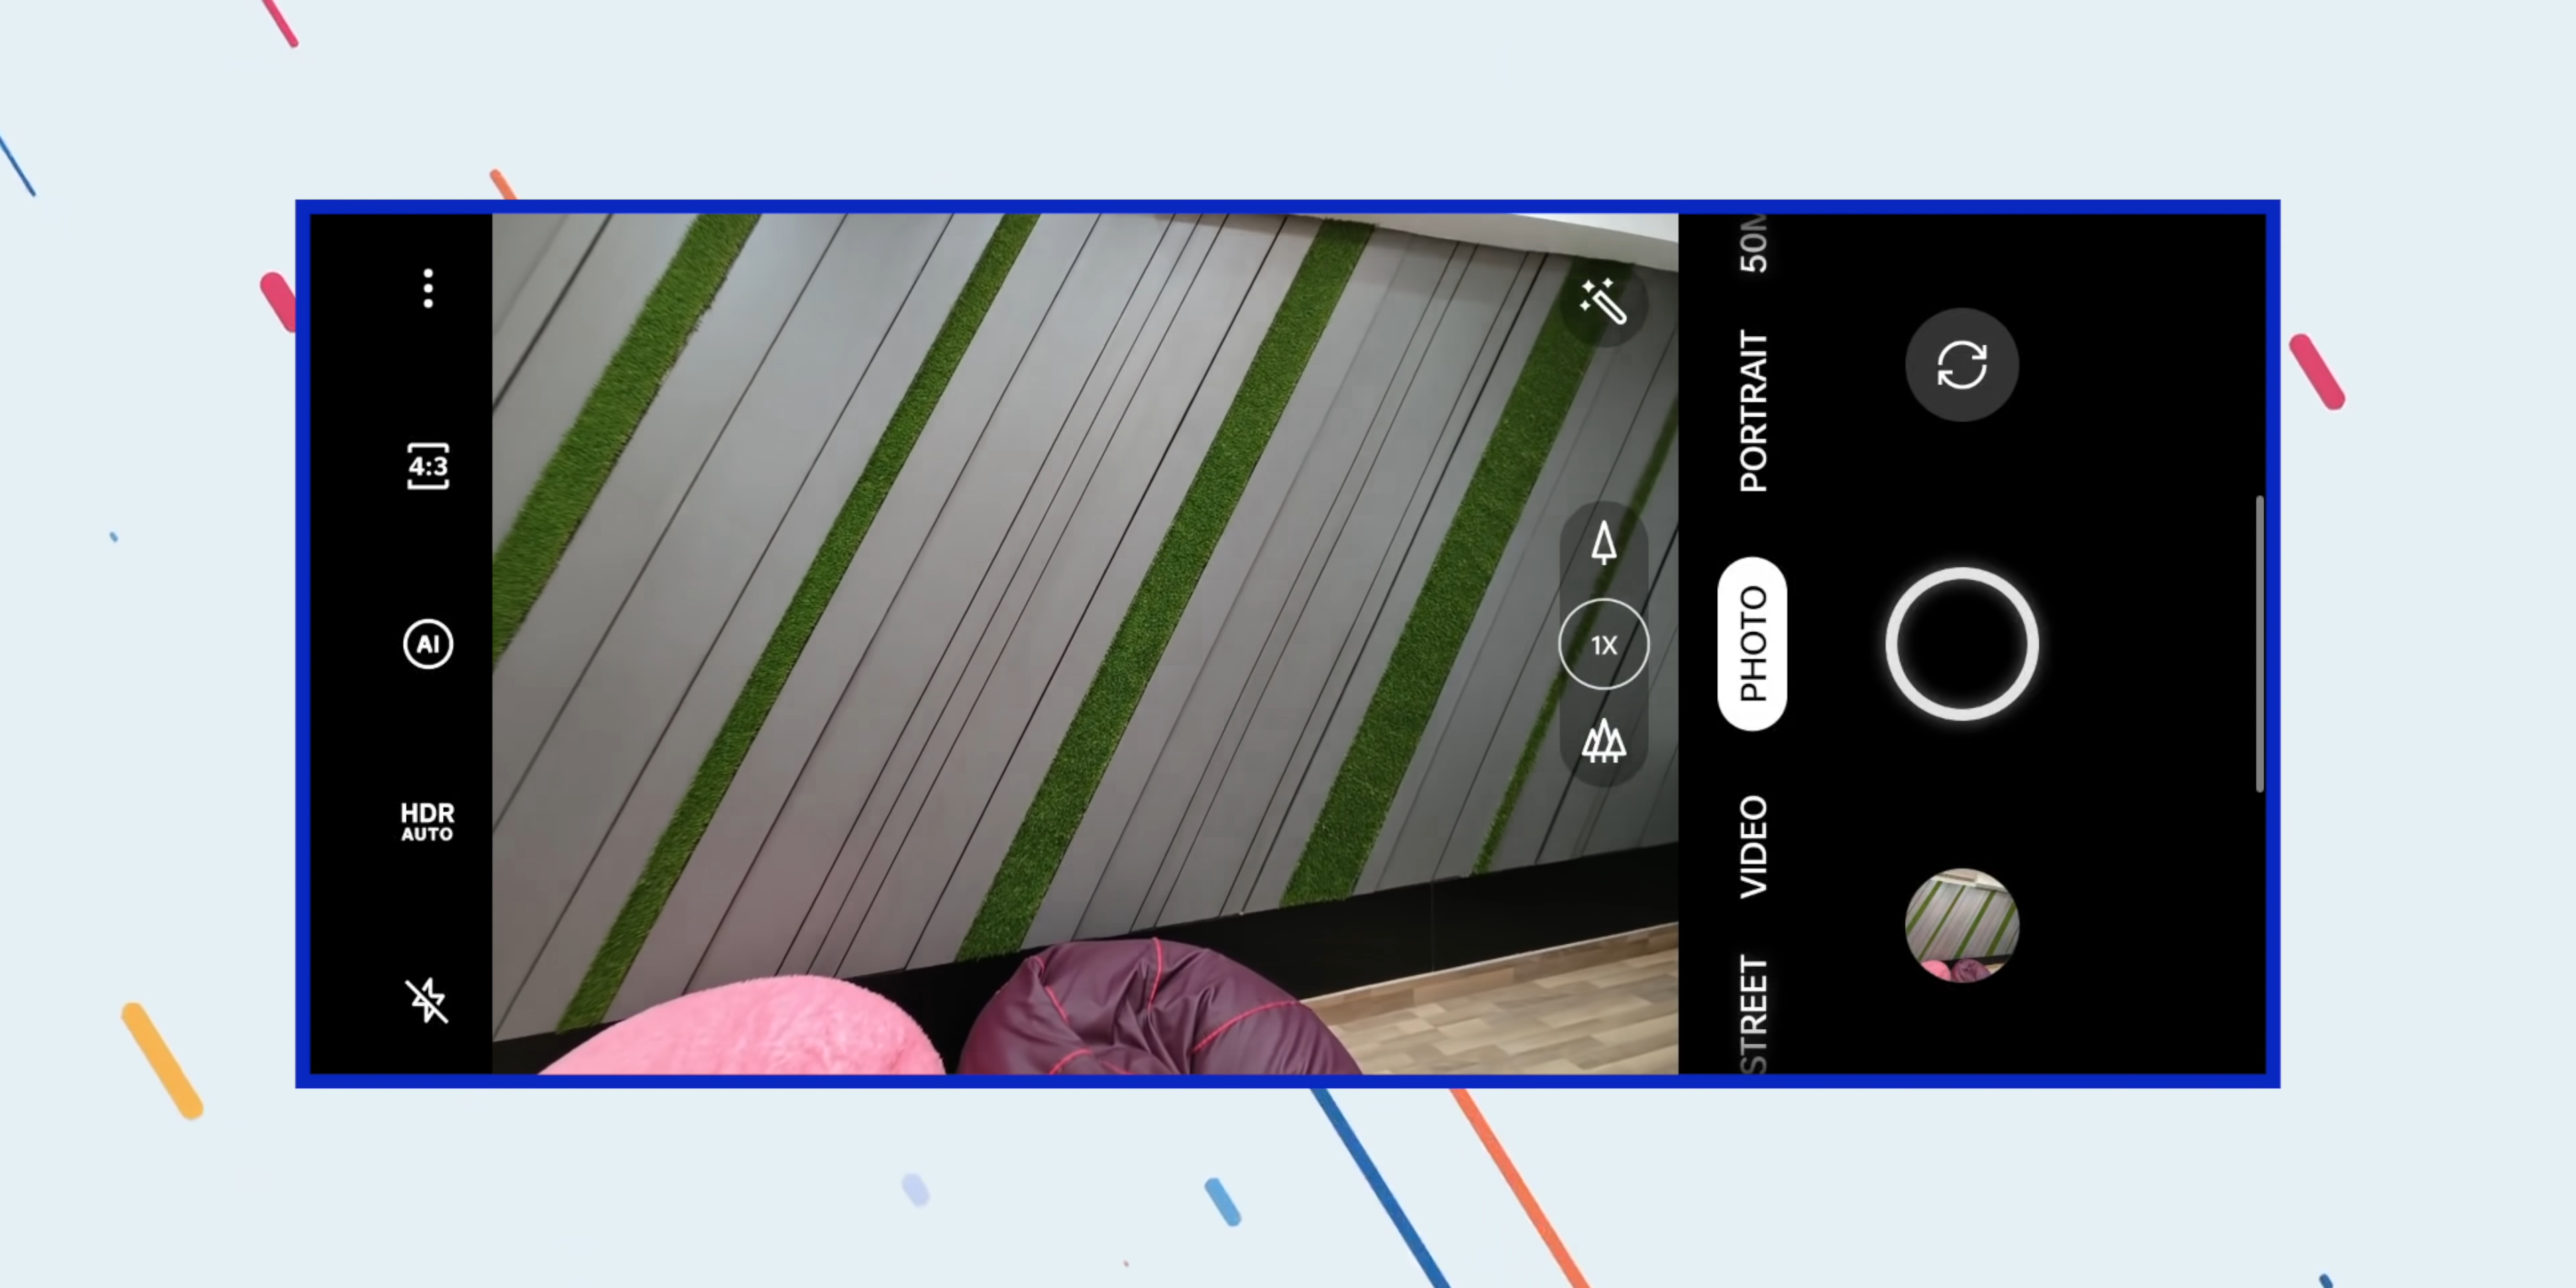 4:3
AI
HDR
AUTO
1X
50M
PORTRAIT
PHOTO
VIDEO
STREET